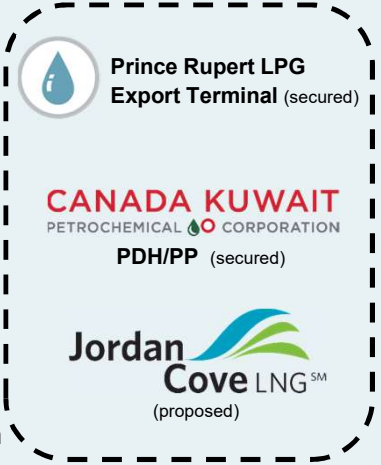 Prince Rupert LPG
Export Terminal (secured)
CANADA KUWAIT
PETROCHEMICAL CORPORATION
PDH/PP (secured)
Jordan
Cove LNG SM
(proposed)